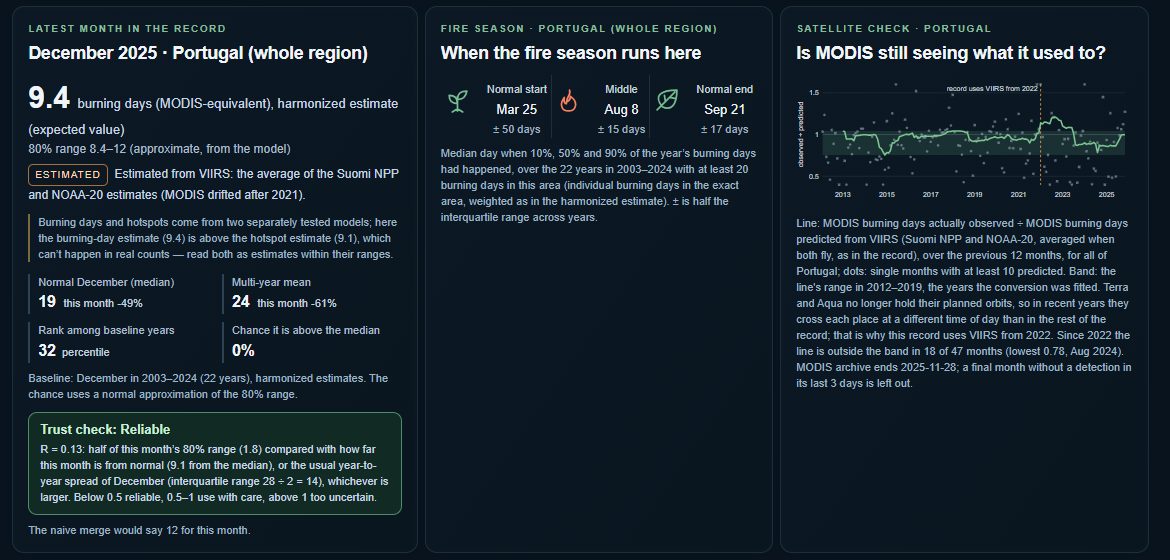 LATEST MONTH IN THE RECORD
December 2025 · Portugal (whole region)
9.4 burning days (MODIS-equivalent), harmonized estimate
(expected value)
80% range 8.4–12 (approximate, from the model)
ESTIMATED Estimated from VIIRS: the average of the Suomi NPP
and NOAA-20 estimates (MODIS drifted after 2021).
Burning days and hotspots come from two separately tested models; here
the burning-day estimate (9.4) is above the hotspot estimate (9.1), which
can't happen in real counts — read both as estimates within their ranges.
Normal December (median)
19 this month -49%
Multi-year mean
24 this month -61%
Rank among baseline years
32 percentile
Chance it is above the median
0%
Baseline: December in 2003–2024 (22 years), harmonized estimates. The
chance uses a normal approximation of the 80% range.
Trust check: Reliable
R = 0.13: half of this month's 80% range (1.8) compared with how far
this month is from normal (9.1 from the median), or the usual year-to-
year spread of December (interquartile range 28 ÷ 2 = 14), whichever is
larger. Below 0.5 reliable, 0.5–1 use with care, above 1 too uncertain.
The naive merge would say 12 for this month.
FIRE SEASON · PORTUGAL (WHOLE REGION)
When the fire season runs here
Normal start
Mar 25
± 50 days
Middle
Aug 8
± 15 days
Normal end
Sep 21
± 17 days
Median day when 10%, 50% and 90% of the year's burning days
had happened, over the 22 years in 2003–2024 with at least 20
burning days in this area (individual burning days in the exact
area, weighted as in the harmonized estimate). ± is half the
interquartile range across years.
SATELLITE CHECK · PORTUGAL
Is MODIS still seeing what it used to?
record uses VIIRS from 2022
observed ÷ predicted
1.5
1
0.5
2013 2015 2017 2019 2021 2023 2025
Line: MODIS burning days actually observed ÷ MODIS burning days
predicted from VIIRS (Suomi NPP and NOAA-20, averaged when
both fly, as in the record), over the previous 12 months, for all of
Portugal; dots: single months with at least 10 predicted. Band: the
line's range in 2012–2019, the years the conversion was fitted. Terra
and Aqua no longer hold their planned orbits, so in recent years they
cross each place at a different time of day than in the rest of the
record; that is why this record uses VIIRS from 2022. Since 2022 the
line is outside the band in 18 of 47 months (lowest 0.78, Aug 2024).
MODIS archive ends 2025-11-28; a final month without a detection in
its last 3 days is left out.